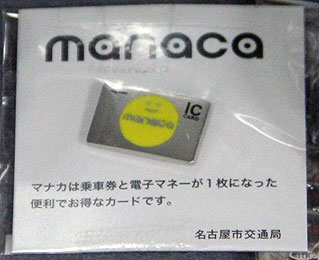 manaca
IC
CARD
manaca
マナカは乗車券と電子マネーが1枚になった
便利でお得なカードです。
名古屋市交通局